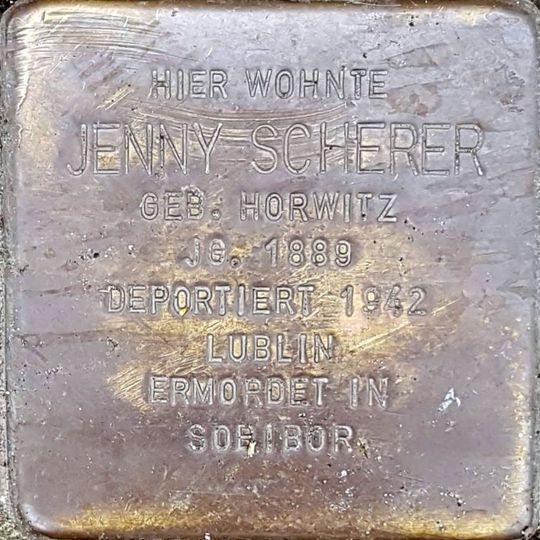 HIER WOHNTE
JENNY SCHERER
GEB. HORWITZ
JG. 1889
DEPORTIERT 1942
LUBLIN
ERMORDET IN
SOBIBOR